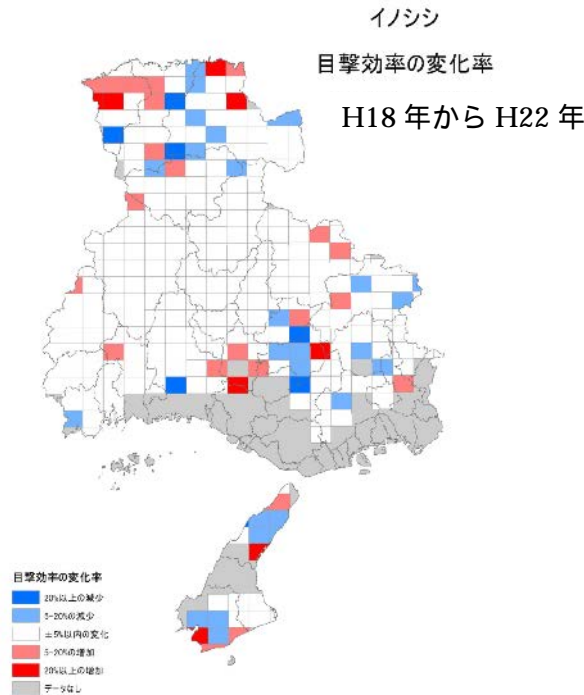 イノシシ
目撃効率の変化率
H18 年から H22 年
目撃効率の変化率
20%以上の減少
5-20%の減少
±5%以内の変化
5-20%の増加
20%以上の増加
データなし